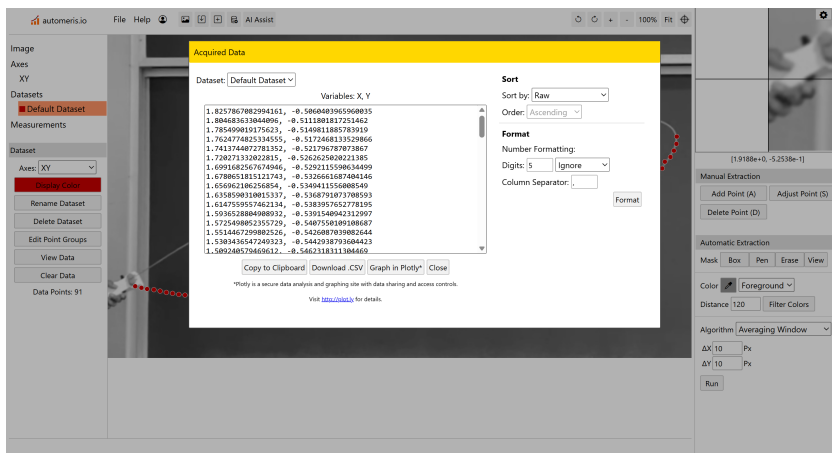 automeris.io File Help AI Assist + - 100% Fit
Image
Axes
XY
Datasets
Default Dataset
Measurements
Dataset
Axes: XY
Display Color
Rename Dataset
Delete Dataset
Edit Point Groups
View Data
Clear Data
Data Points: 91
Acquired Data
Dataset: Default Dataset
Variables: X, Y
1.8257867082994161, -0.5060403965960035
1.804683633044096, -0.5111801817251462
1.785499019175623, -0.5149811885783919
1.7624774825334555, -0.5172468133529866
1.7413744072781352, -0.521796787073867
1.720271332022815, -0.5262625020221385
1.6991682567674946, -0.5292115590634499
1.6780651815121743, -0.5326661687404146
1.656962106256854, -0.5349411556008549
1.6358590310015337, -0.5368791073708593
1.6147559557462134, -0.5383957652778195
1.5936528804908932, -0.5391540942312997
1.5725498052355729, -0.5407550109108687
1.5514467299802526, -0.5426087039082644
1.5303436547249323, -0.5442938793604423
1.509240579469612, -0.5462318311304469
Copy to Clipboard Download .CSV Graph in Plotly* Close
*Plotly is a secure data analysis and graphing site with data sharing and access controls.
Visit http://plot.ly for details.
Sort
Sort by: Raw
Order: Ascending
Format
Number Formatting:
Digits: 5 Ignore
Column Separator: ,
Format
[1.9188e+0, -5.2538e-1]
Manual Extraction
Add Point (A) Adjust Point (S)
Delete Point (D)
Automatic Extraction
Mask Box Pen Erase View
Color Foreground
Distance 120 Filter Colors
Algorithm Averaging Window
ΔX 10 Px
ΔY 10 Px
Run